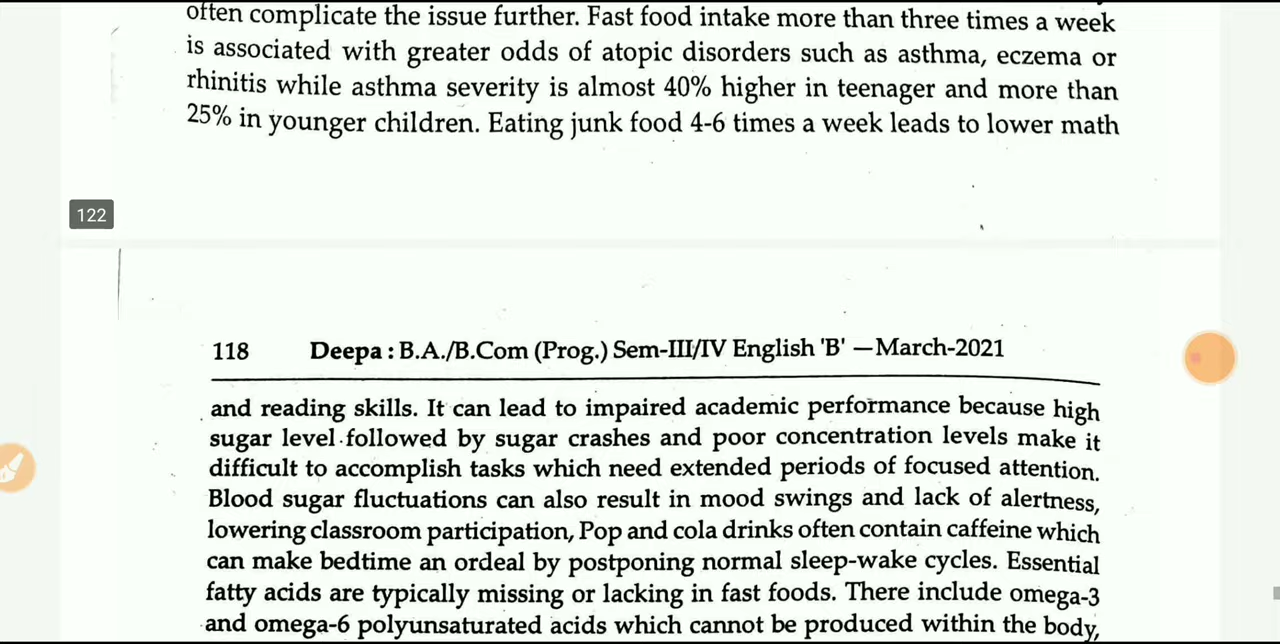 often complicate the issue further. Fast food intake more than three times a week
is associated with greater odds of atopic disorders such as asthma, eczema or
rhinitis while asthma severity is almost 40% higher in teenager and more than
25% in younger children. Eating junk food 4-6 times a week leads to lower math
122
118 Deepa : B.A./B.Com (Prog.) Sem-III/IV English 'B' —March-2021
and reading skills. It can lead to impaired academic performance because high
sugar level followed by sugar crashes and poor concentration levels make it
difficult to accomplish tasks which need extended periods of focused attention.
Blood sugar fluctuations can also result in mood swings and lack of alertness,
lowering classroom participation, Pop and cola drinks often contain caffeine which
can make bedtime an ordeal by postponing normal sleep-wake cycles. Essential
fatty acids are typically missing or lacking in fast foods. There include omega-3
and omega-6 polyunsaturated acids which cannot be produced within the body,